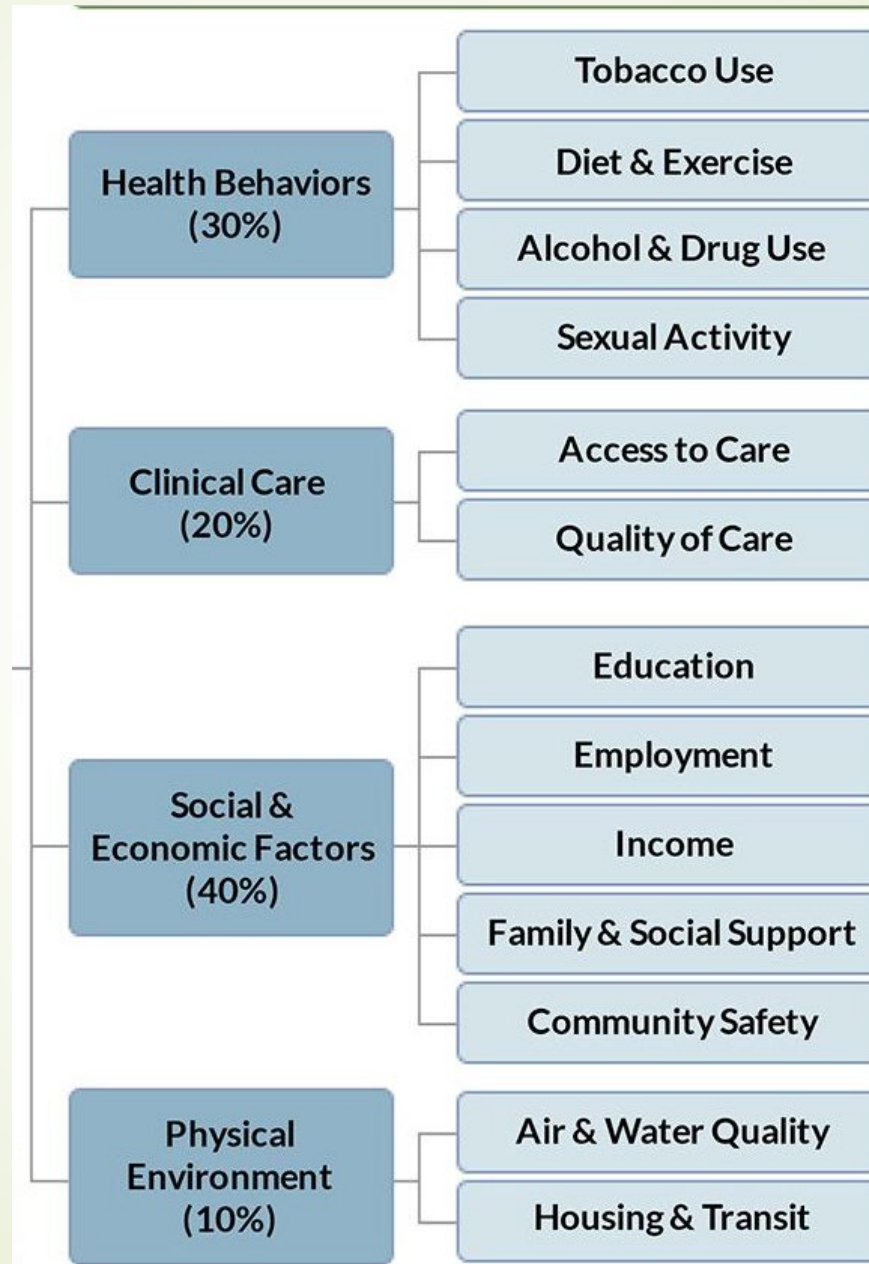 Health Behaviors
(30%)
Tobacco Use
Diet & Exercise
Alcohol & Drug Use
Sexual Activity
Clinical Care
(20%)
Access to Care
Quality of Care
Social &
Economic Factors
(40%)
Education
Employment
Income
Family & Social Support
Community Safety
Physical
Environment
(10%)
Air & Water Quality
Housing & Transit